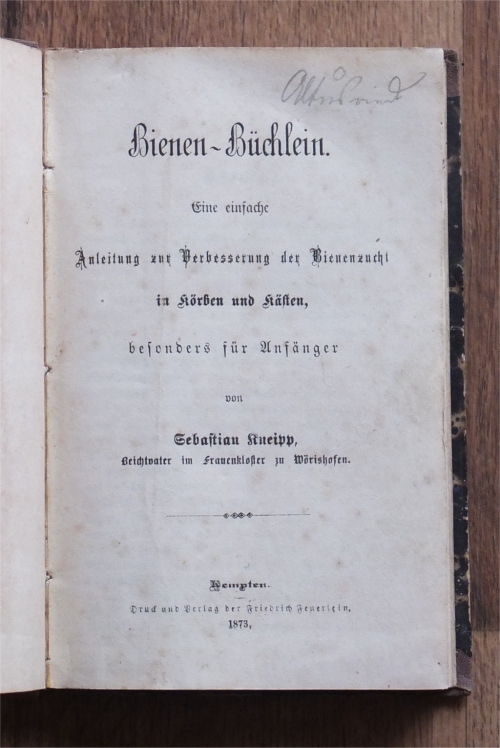 Altusried
Bienen-Büchlein.
Eine einfache
Anleitung zur Verbesserung der Bienenzucht
in Körben und Kästen,
besonders für Anfänger
von
Sebastian Kneipp,
Beichtvater im Frauenkloster zu Wörishofen.
Kempten.
Druck und Verlag der Friedrich Feuerlein,
1873,